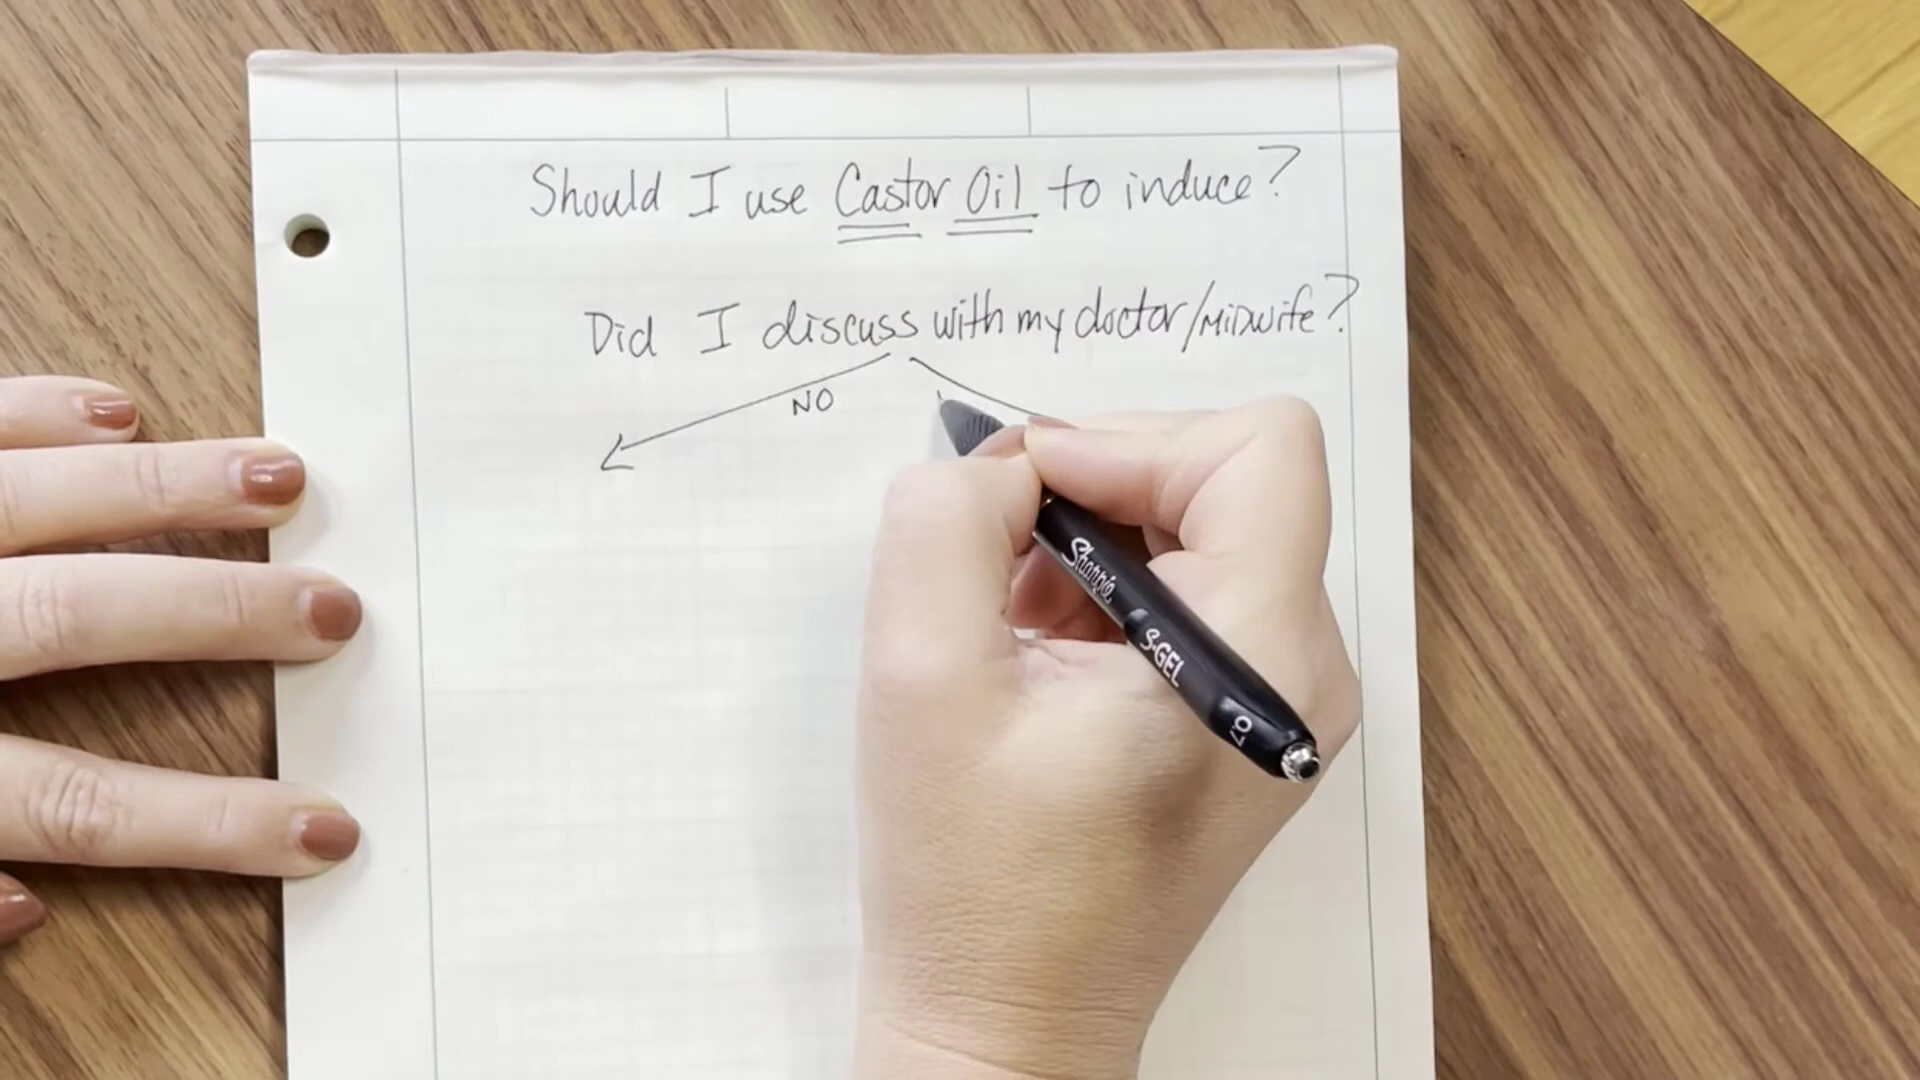 Should I use Castor Oil to induce?
Did I discuss with my doctor/MiDwife?
NO
Sharpie S·GEL 0.7